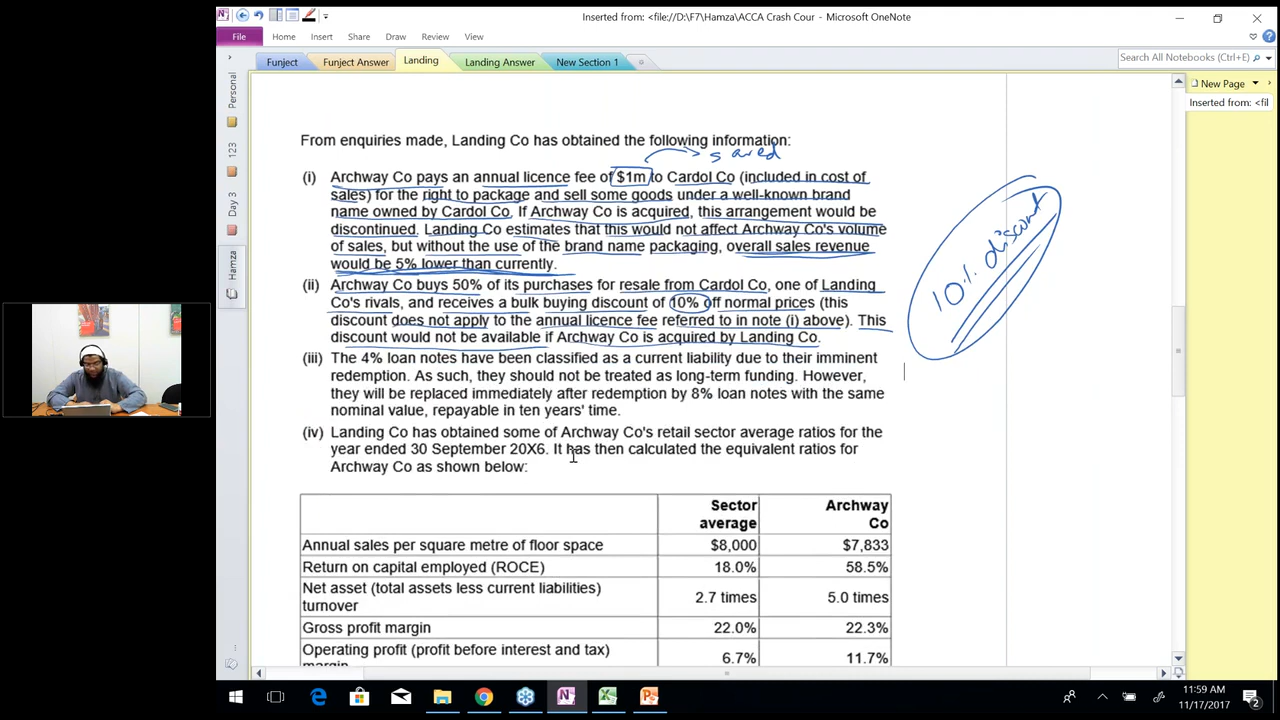 Inserted from: <file://D:\F7\Hamza\ACCA Crash Cour - Microsoft OneNote
File Home Insert Share Draw Review View
Funject Funject Answer Landing Landing Answer New Section 1
Search All Notebooks (Ctrl+E)
New Page
Inserted from: <fil
Personal
123
Day 3
Hamza
From enquiries made, Landing Co has obtained the following information:
saved
(i) Archway Co pays an annual licence fee of $1m to Cardol Co (included in cost of
sales) for the right to package and sell some goods under a well-known brand
name owned by Cardol Co. If Archway Co is acquired, this arrangement would be
discontinued. Landing Co estimates that this would not affect Archway Co's volume
of sales, but without the use of the brand name packaging, overall sales revenue
would be 5% lower than currently.
10% discount
(ii) Archway Co buys 50% of its purchases for resale from Cardol Co, one of Landing
Co's rivals, and receives a bulk buying discount of 10% off normal prices (this
discount does not apply to the annual licence fee referred to in note (i) above). This
discount would not be available if Archway Co is acquired by Landing Co.
(iii) The 4% loan notes have been classified as a current liability due to their imminent
redemption. As such, they should not be treated as long-term funding. However,
they will be replaced immediately after redemption by 8% loan notes with the same
nominal value, repayable in ten years' time.
(iv) Landing Co has obtained some of Archway Co's retail sector average ratios for the
year ended 30 September 20X6. It has then calculated the equivalent ratios for
Archway Co as shown below:
Sector average Archway Co
Annual sales per square metre of floor space $8,000 $7,833
Return on capital employed (ROCE) 18.0% 58.5%
Net asset (total assets less current liabilities)
turnover 2.7 times 5.0 times
Gross profit margin 22.0% 22.3%
Operating profit (profit before interest and tax)
margin 6.7% 11.7%
11:59 AM
11/17/2017
2